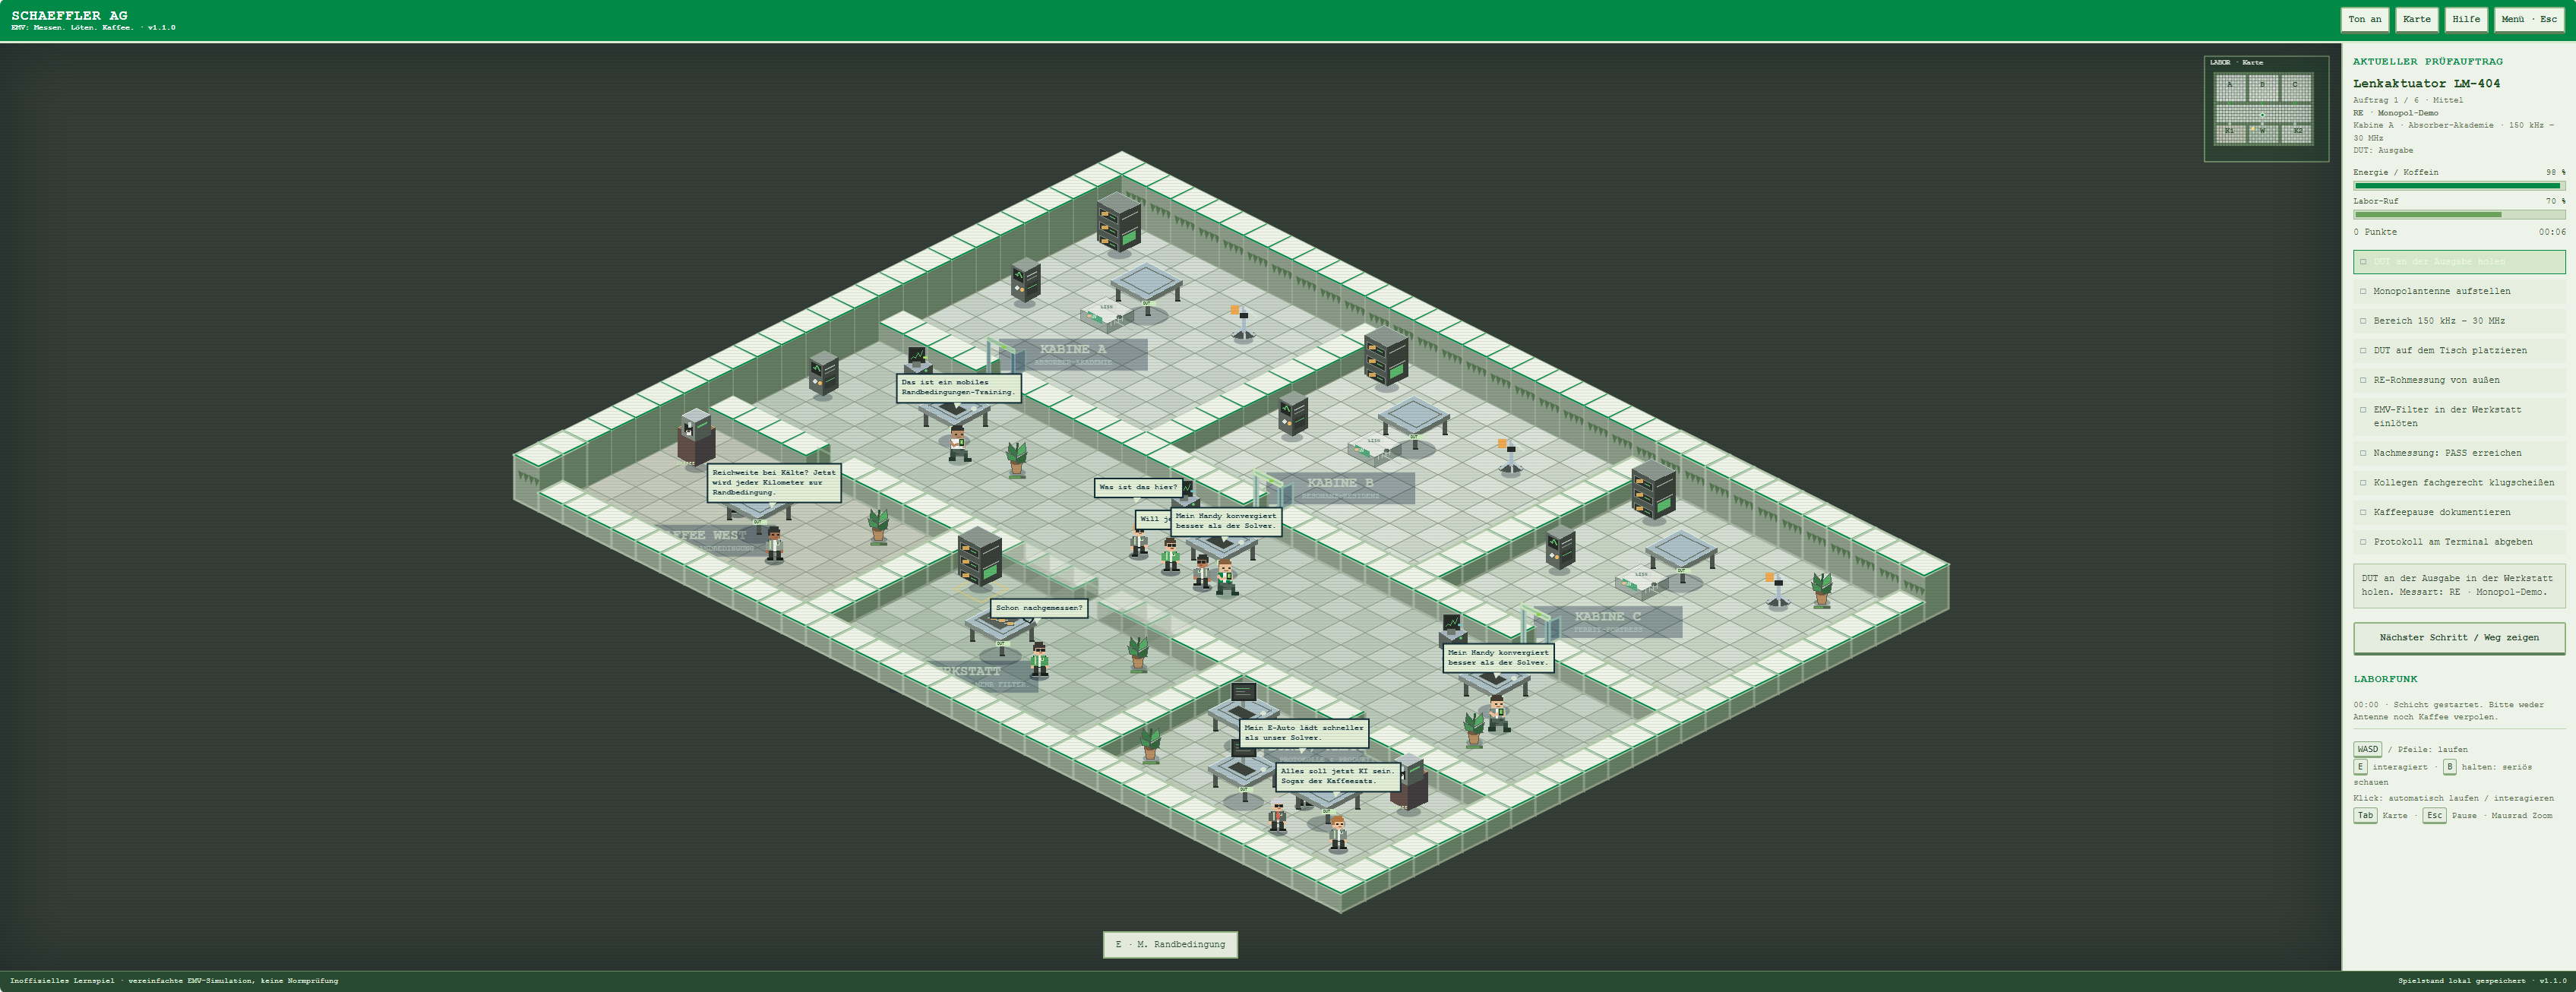 SCHAEFFLER AG
EMV: Messen. Löten. Kaffee. · v1.1.0
Ton an
Karte
Hilfe
Menü · Esc
LABOR · Karte
A B C
K1 W K2
KABINE A
Das ist ein mobiles
Randbedingungen-Training.
Reichweite bei Kälte? Jetzt
wird jeder Kilometer zur
Randbedingung.
KABINE B
Was ist das hier?
Will je
Mein Handy konvergiert
besser als der Solver.
FFEE WEST
Schon nachgemessen?
RKSTATT
KABINE C
Mein Handy konvergiert
besser als der Solver.
Mein E-Auto lädt schneller
als unser Solver.
Alles soll jetzt KI sein.
Sogar der Kaffeesatz.
E · M. Randbedingung
AKTUELLER PRÜFAUFTRAG
Lenkaktuator LM-404
Auftrag 1 / 6 · Mittel
RE · Monopol-Demo
Kabine A · Absorber-Akademie · 150 kHz –
30 MHz
DUT: Ausgabe
Energie / Koffein 98 %
Labor-Ruf 70 %
0 Punkte 00:06
DUT an der Ausgabe holen
Monopolantenne aufstellen
Bereich 150 kHz – 30 MHz
DUT auf dem Tisch platzieren
RE-Rohmessung von außen
EMV-Filter in der Werkstatt
einlöten
Nachmessung: PASS erreichen
Kollegen fachgerecht klugscheißen
Kaffeepause dokumentieren
Protokoll am Terminal abgeben
DUT an der Ausgabe in der Werkstatt
holen. Messart: RE · Monopol-Demo.
Nächster Schritt / Weg zeigen
LABORFUNK
00:00 · Schicht gestartet. Bitte weder
Antenne noch Kaffee verpolen.
WASD / Pfeile: laufen
E interagiert · B halten: seriös
schauen
Klick: automatisch laufen / interagieren
Tab Karte · Esc Pause · Mausrad Zoom
Inoffizielles Lernspiel · vereinfachte EMV-Simulation, keine Normprüfung
Spielstand lokal gespeichert · v1.1.0